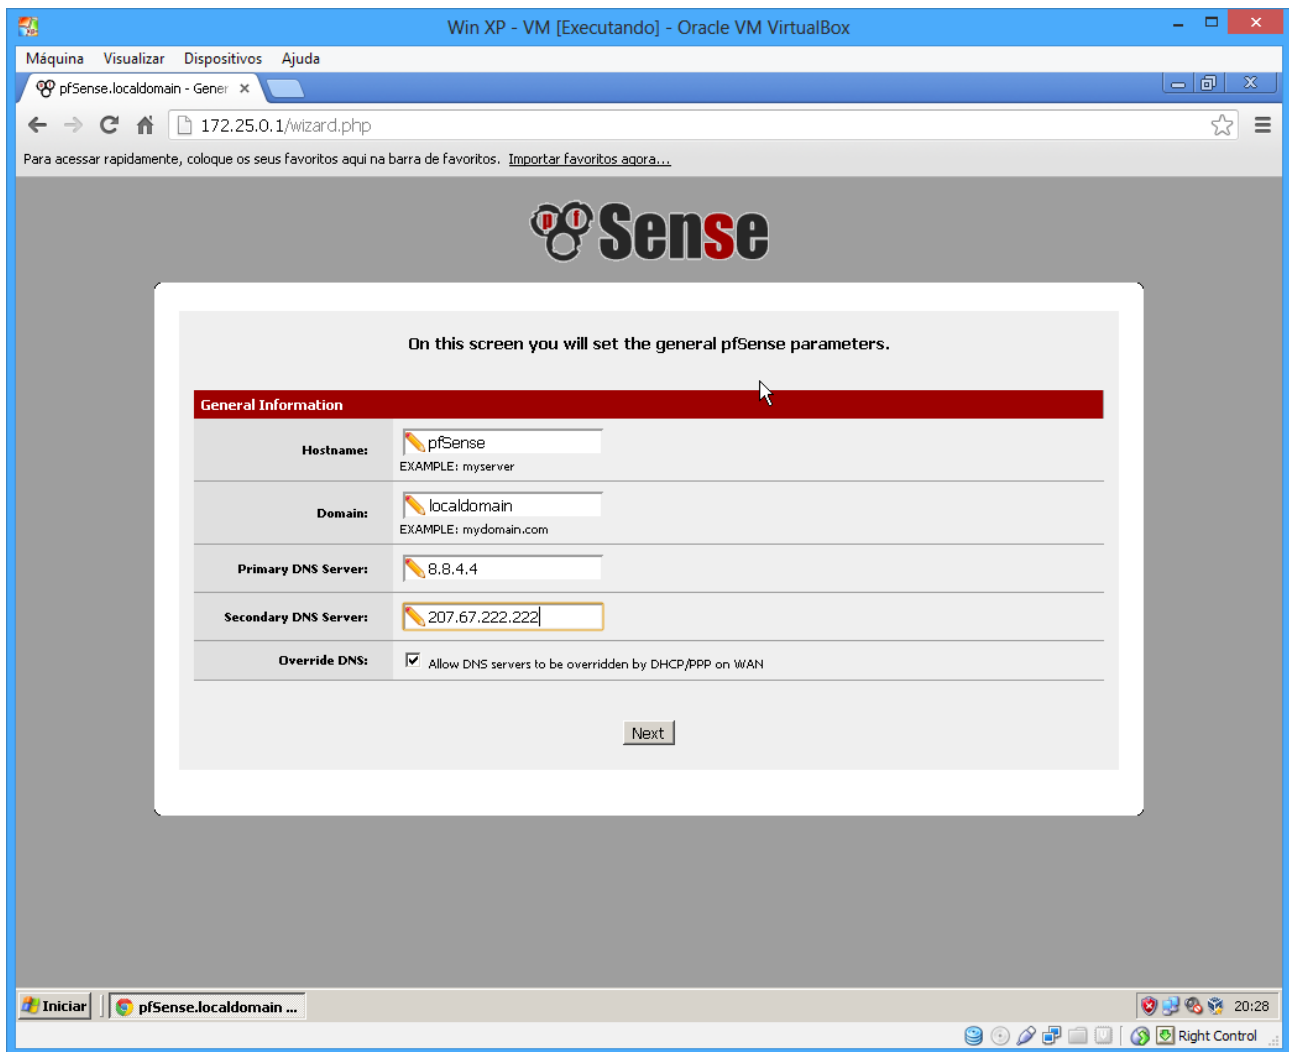 Win XP - VM [Executando] - Oracle VM VirtualBox
Máquina Visualizar Dispositivos Ajuda
pfSense.localdomain - Gener
172.25.0.1/wizard.php
Para acessar rapidamente, coloque os seus favoritos aqui na barra de favoritos. Importar favoritos agora...
pf Sense
On this screen you will set the general pfSense parameters.
General Information
Hostname: pfSense
EXAMPLE: myserver
Domain: localdomain
EXAMPLE: mydomain.com
Primary DNS Server: 8.8.4.4
Secondary DNS Server: 207.67.222.222
Override DNS: Allow DNS servers to be overridden by DHCP/PPP on WAN
Next
Iniciar pfSense.localdomain ... 20:28
Right Control